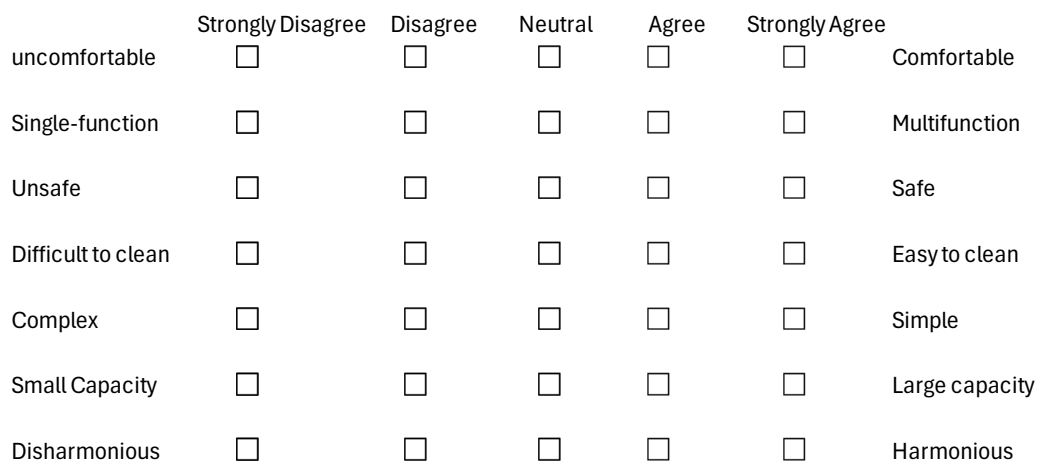 Strongly Disagree Disagree Neutral Agree Strongly Agree
uncomfortable Comfortable
Single-function Multifunction
Unsafe Safe
Difficult to clean Easy to clean
Complex Simple
Small Capacity Large capacity
Disharmonious Harmonious